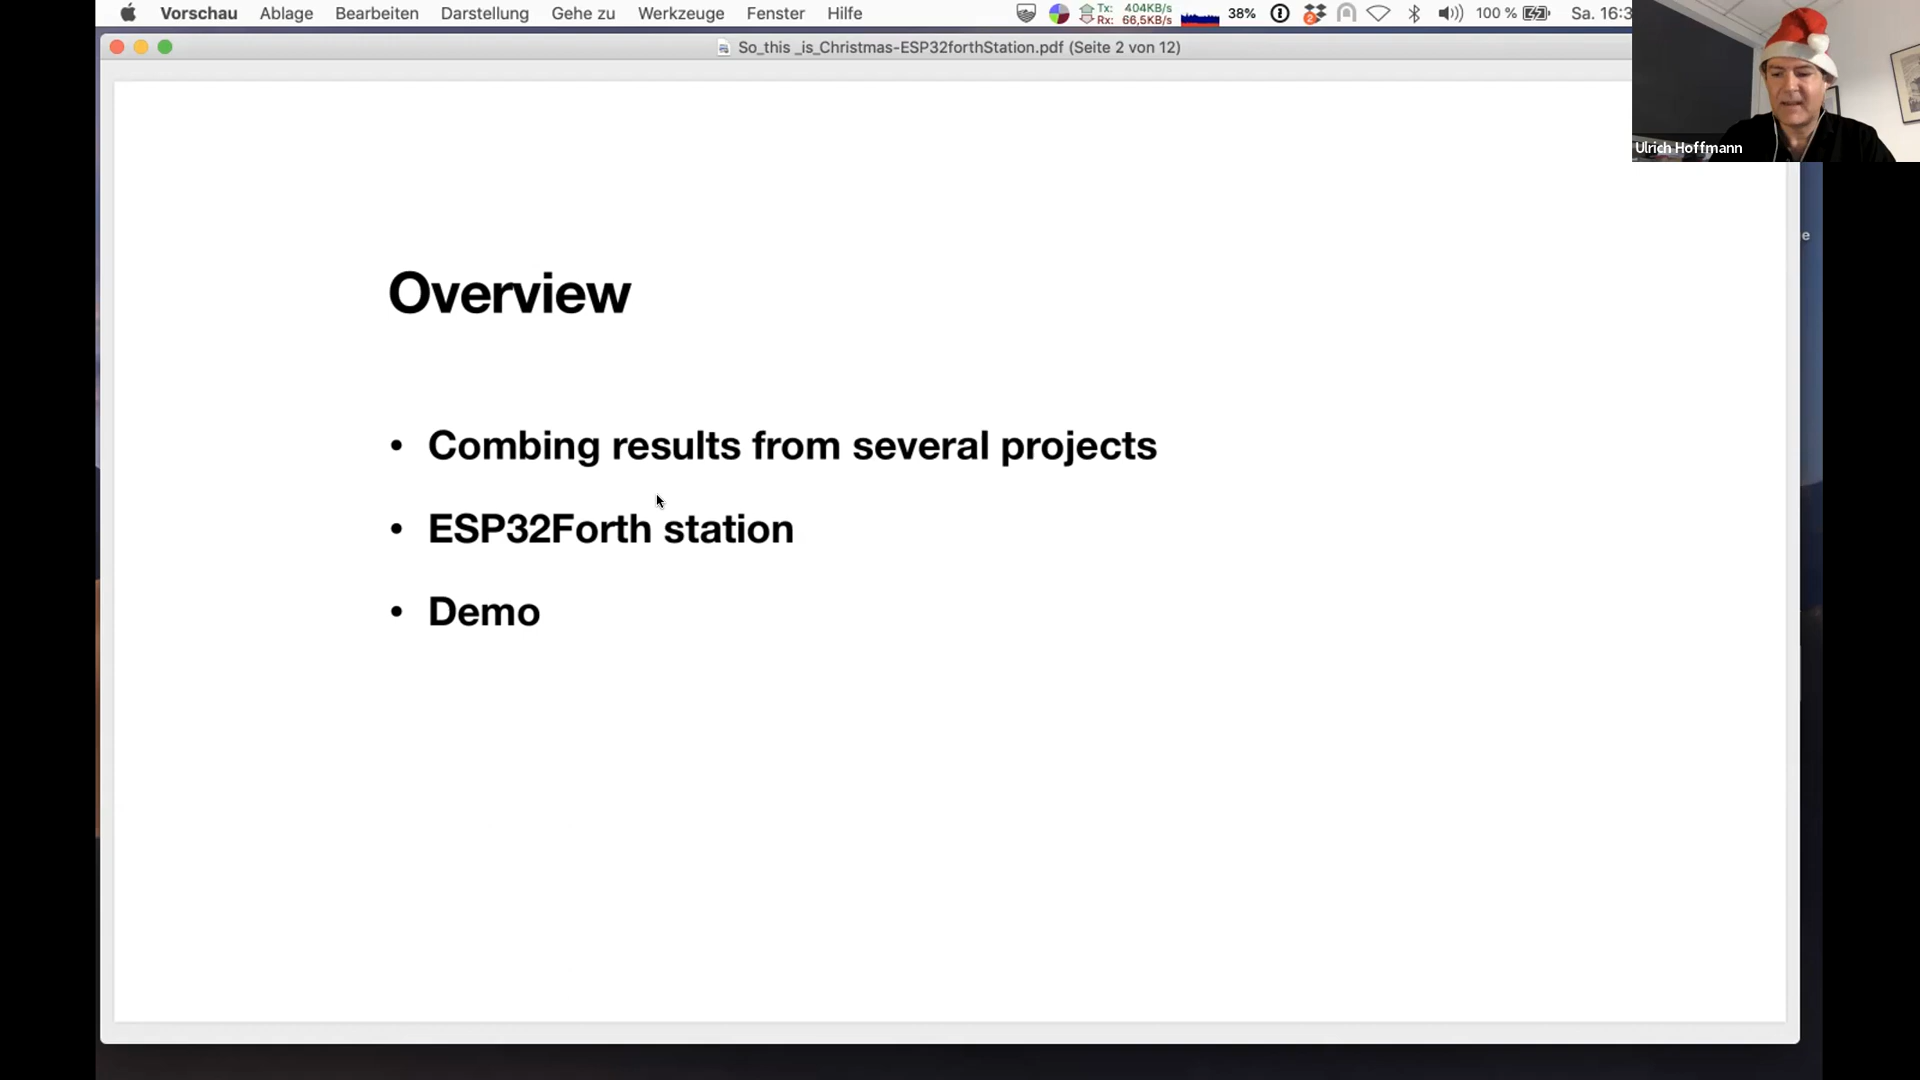 Vorschau Ablage Bearbeiten Darstellung Gehe zu Werkzeuge Fenster Hilfe Tx: 404KB/s Rx: 66,5KB/s 38% 2 100 % Sa. 16:3
So_this _is_Christmas-ESP32forthStation.pdf (Seite 2 von 12)
Ulrich Hoffmann
e
Overview
• Combing results from several projects
• ESP32Forth station
• Demo